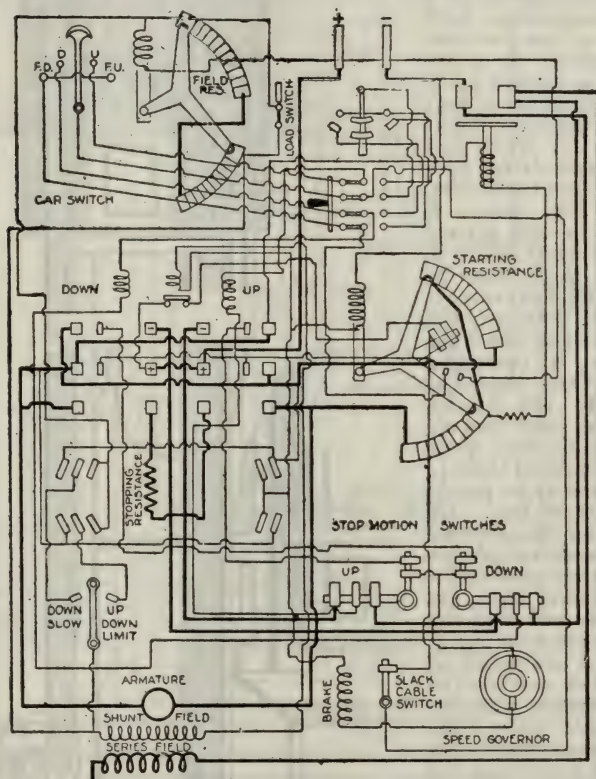 + −
D U
F.D. F.U.
FIELD
RES.
LOAD SWITCH
CAR SWITCH
STARTING
RESISTANCE
DOWN UP
− −
+ +
STOPPING
RESISTANCE
STOP MOTION SWITCHES
UP DOWN
DOWN
SLOW
UP
DOWN
LIMIT
ARMATURE
SHUNT FIELD
SERIES FIELD
BRAKE
SLACK
CABLE
SWITCH
SPEED GOVERNOR